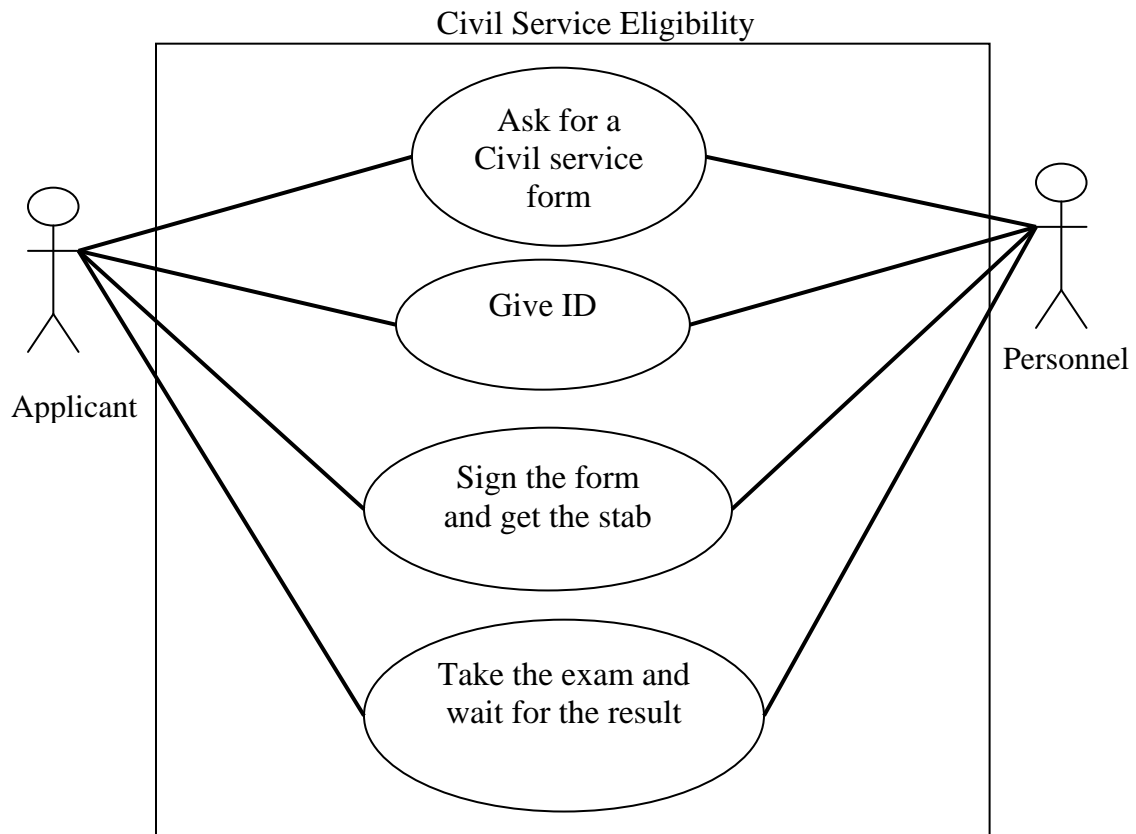 Civil Service Eligibility
Ask for a
Civil service
form
Give ID
Personnel
Applicant
Sign the form
and get the stab
Take the exam and
wait for the result